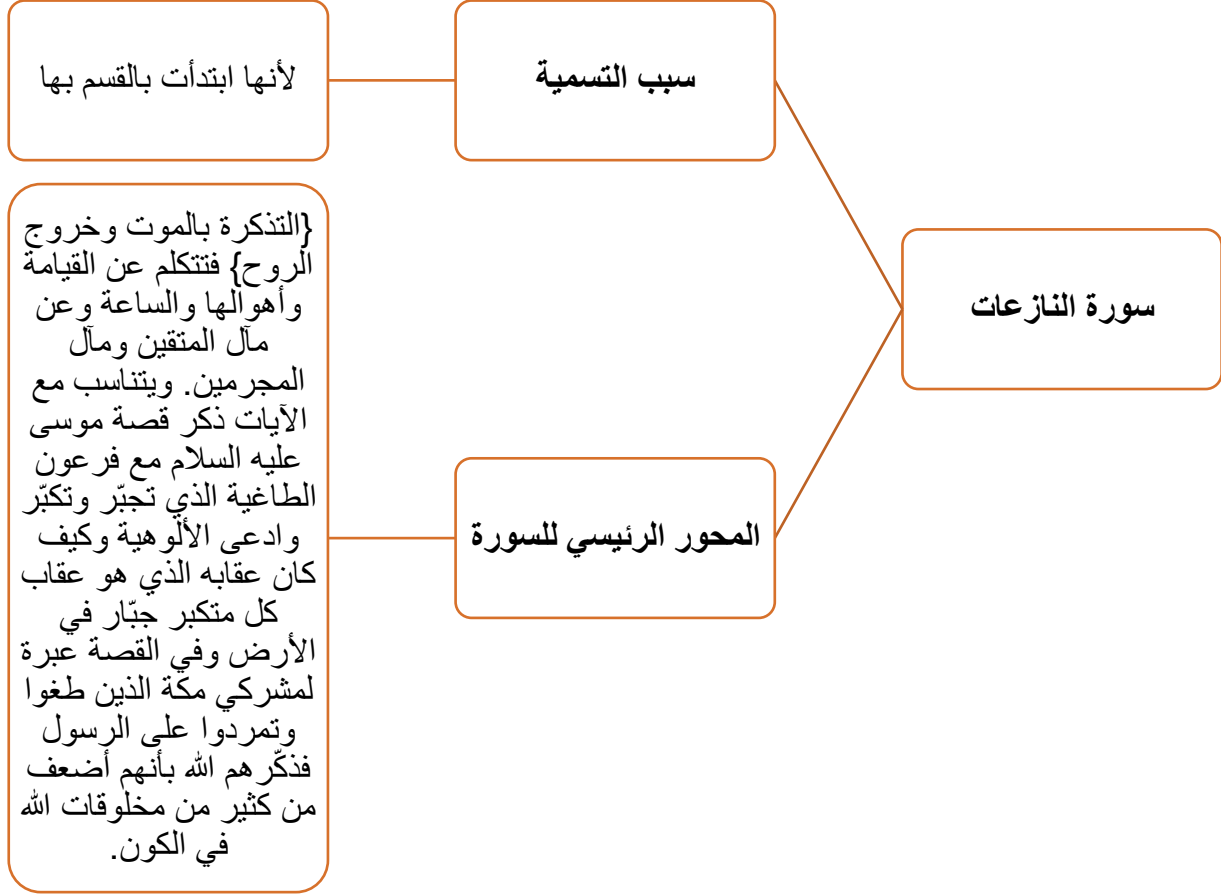 سورة النازعات
سبب التسمية
لأنها ابتدأت بالقسم بها
المحور الرئيسي للسورة
{التذكرة بالموت وخروج
الروح} فتتكلم عن القيامة
وأهوالها والساعة وعن
مآل المتقين ومآل
المجرمين. ويتناسب مع
الآيات ذكر قصة موسى
عليه السلام مع فرعون
الطاغية الذي تجبّر وتكبّر
وادعى الألوهية وكيف
كان عقابه الذي هو عقاب
كل متكبر جبّار في
الأرض وفي القصة عبرة
لمشركي مكة الذين طغوا
وتمردوا على الرسول
فذكّرهم الله بأنهم أضعف
من كثير من مخلوقات الله
في الكون.